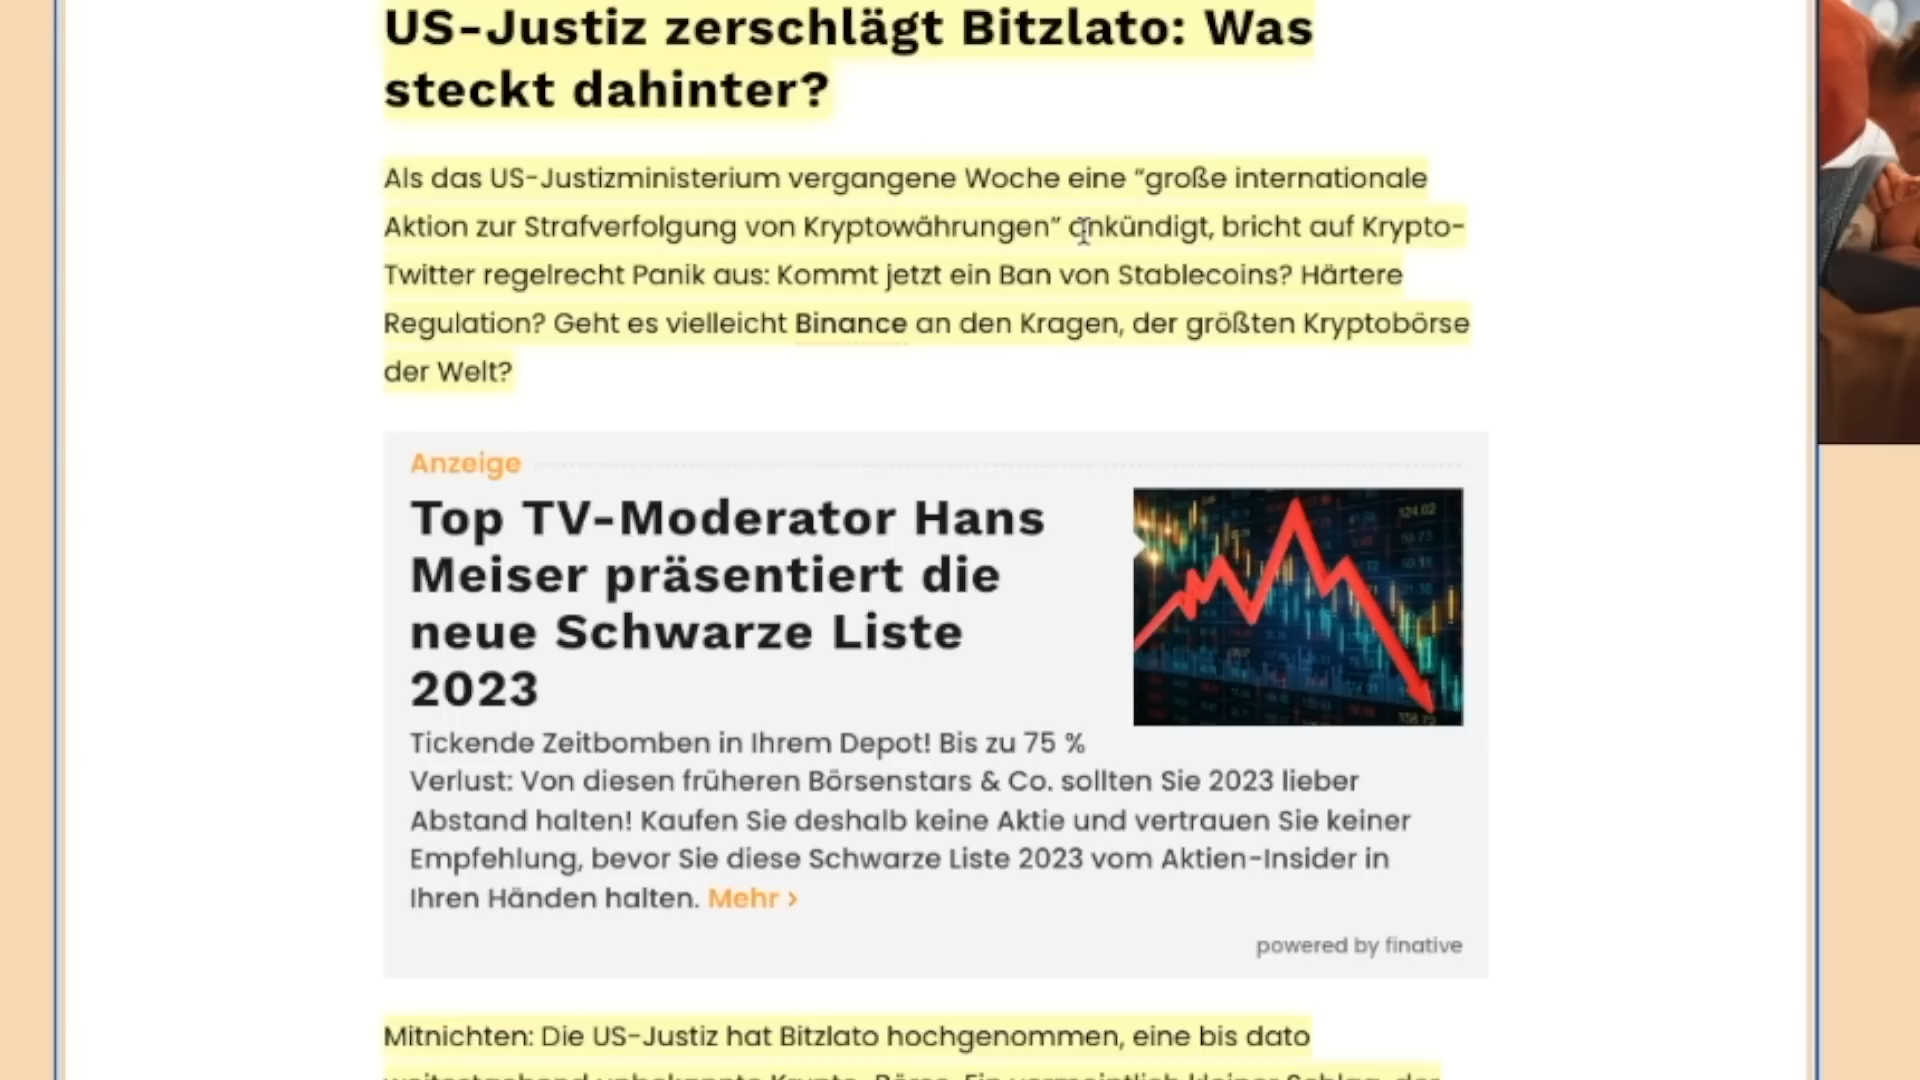 US-Justiz zerschlägt Bitzlato: Was
steckt dahinter?
Als das US-Justizministerium vergangene Woche eine “große internationale
Aktion zur Strafverfolgung von Kryptowährungen” ankündigt, bricht auf Krypto-
Twitter regelrecht Panik aus: Kommt jetzt ein Ban von Stablecoins? Härtere
Regulation? Geht es vielleicht Binance an den Kragen, der größten Kryptobörse
der Welt?
Anzeige
Top TV-Moderator Hans
Meiser präsentiert die
neue Schwarze Liste
2023
Tickende Zeitbomben in Ihrem Depot! Bis zu 75 %
Verlust: Von diesen früheren Börsenstars & Co. sollten Sie 2023 lieber
Abstand halten! Kaufen Sie deshalb keine Aktie und vertrauen Sie keiner
Empfehlung, bevor Sie diese Schwarze Liste 2023 vom Aktien-Insider in
Ihren Händen halten. Mehr ›
124.02
powered by finative
Mitnichten: Die US-Justiz hat Bitzlato hochgenommen, eine bis dato